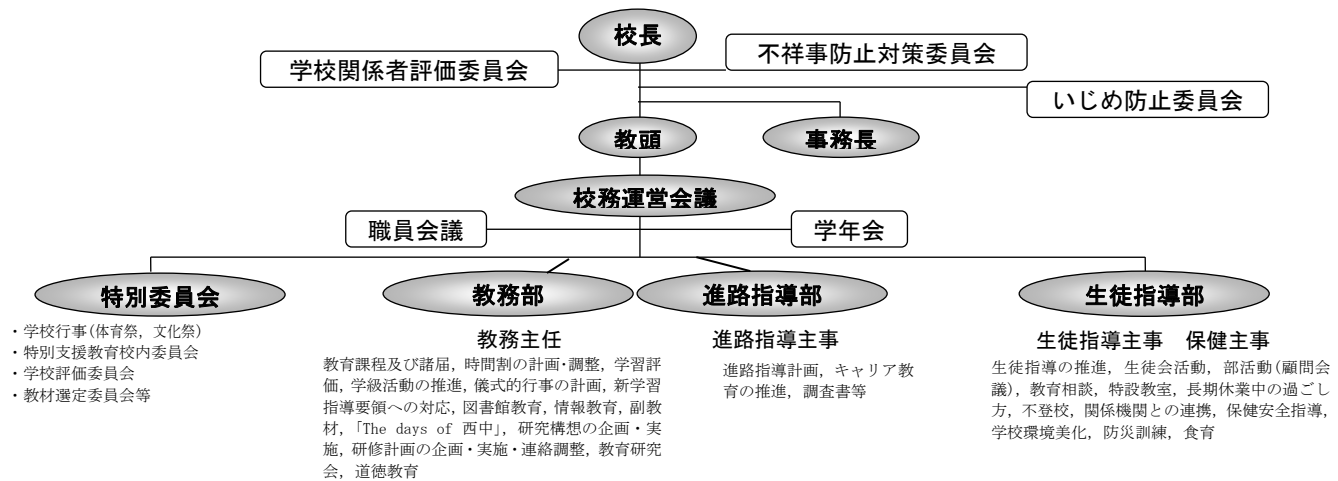 校長
学校関係者評価委員会
不祥事防止対策委員会
いじめ防止委員会
教頭
事務長
校務運営会議
職員会議
学年会
特別委員会
・学校行事(体育祭，文化祭)
・特別支援教育校内委員会
・学校評価委員会
・教材選定委員会等
教務部
教務主任
教育課程及び諸届，時間割の計画・調整，学習評
価，学級活動の推進，儀式的行事の計画，新学習
指導要領への対応，図書館教育，情報教育，副教
材，「The days of 西中」，研究構想の企画・実
施，研修計画の企画・実施・連絡調整，教育研究
会，道徳教育
進路指導部
進路指導主事
進路指導計画，キャリア教
育の推進，調査書等
生徒指導部
生徒指導主事　保健主事
生徒指導の推進，生徒会活動，部活動(顧問会
議)，教育相談，特設教室，長期休業中の過ごし
方，不登校，関係機関との連携，保健安全指導，
学校環境美化，防災訓練，食育